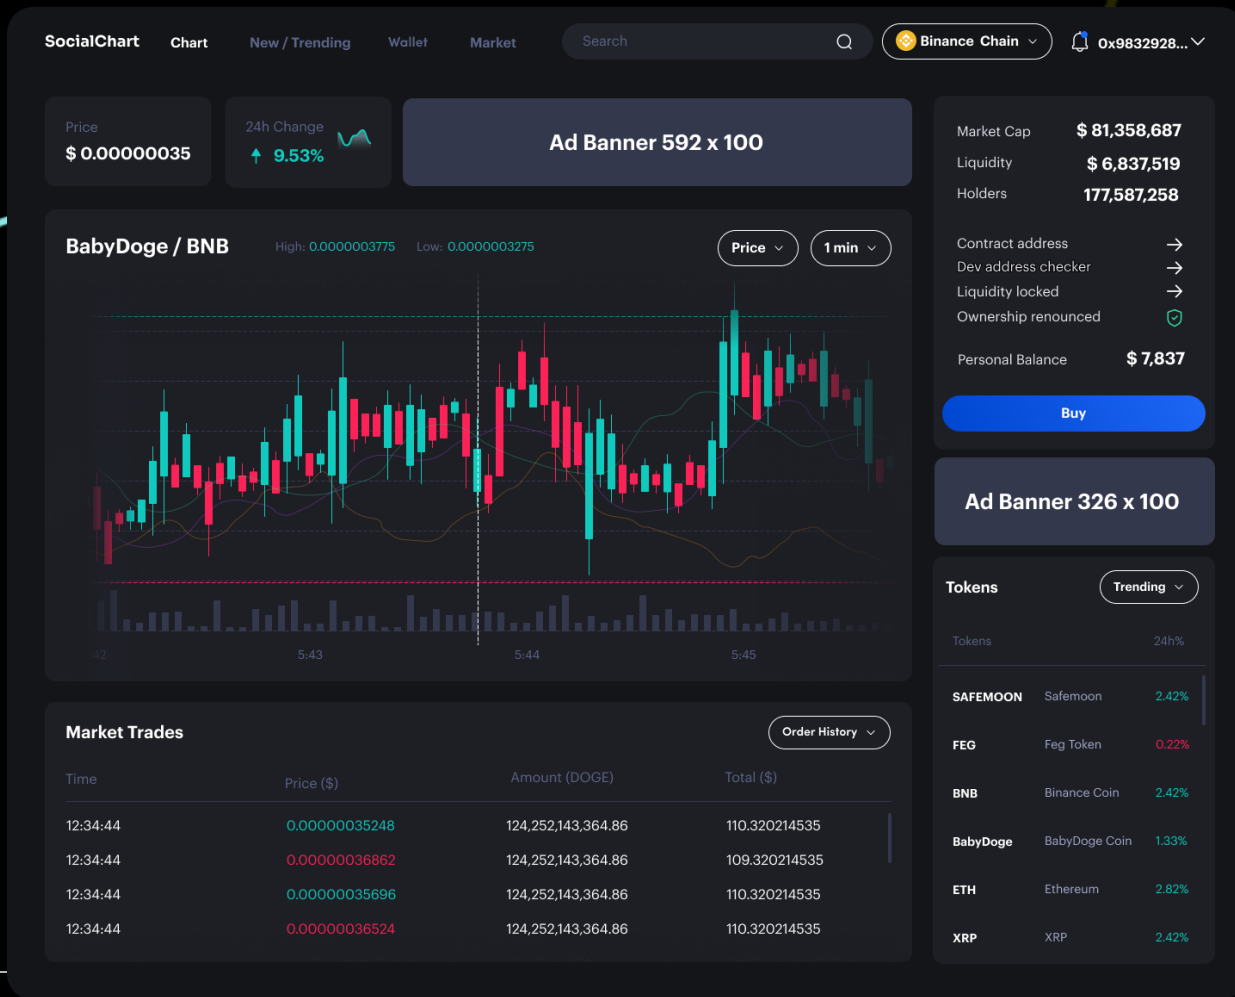 SocialChart
Chart
New / Trending
Wallet
Market
Search
Binance Chain
0x9832928...
Price
$ 0.00000035
24h Change
9.53%
Ad Banner 592 x 100
Market Cap $ 81,358,687
Liquidity $ 6,837,519
Holders 177,587,258
Contract address
Dev address checker
Liquidity locked
Ownership renounced
Personal Balance $ 7,837
Buy
BabyDoge / BNB
High: 0.0000003775 Low: 0.0000003275
Price
1 min
42 5:43 5:44 5:45
Ad Banner 326 x 100
Market Trades
Order History
Time Price ($) Amount (DOGE) Total ($)
12:34:44 0.00000035248 124,252,143,364.86 110.320214535
12:34:44 0.00000036862 124,252,143,364.86 109.320214535
12:34:44 0.00000035696 124,252,143,364.86 110.320214535
12:34:44 0.00000036524 124,252,143,364.86 110.320214535
Tokens
Trending
Tokens 24h%
SAFEMOON Safemoon 2.42%
FEG Feg Token 0.22%
BNB Binance Coin 2.42%
BabyDoge BabyDoge Coin 1.33%
ETH Ethereum 2.82%
XRP XRP 2.42%